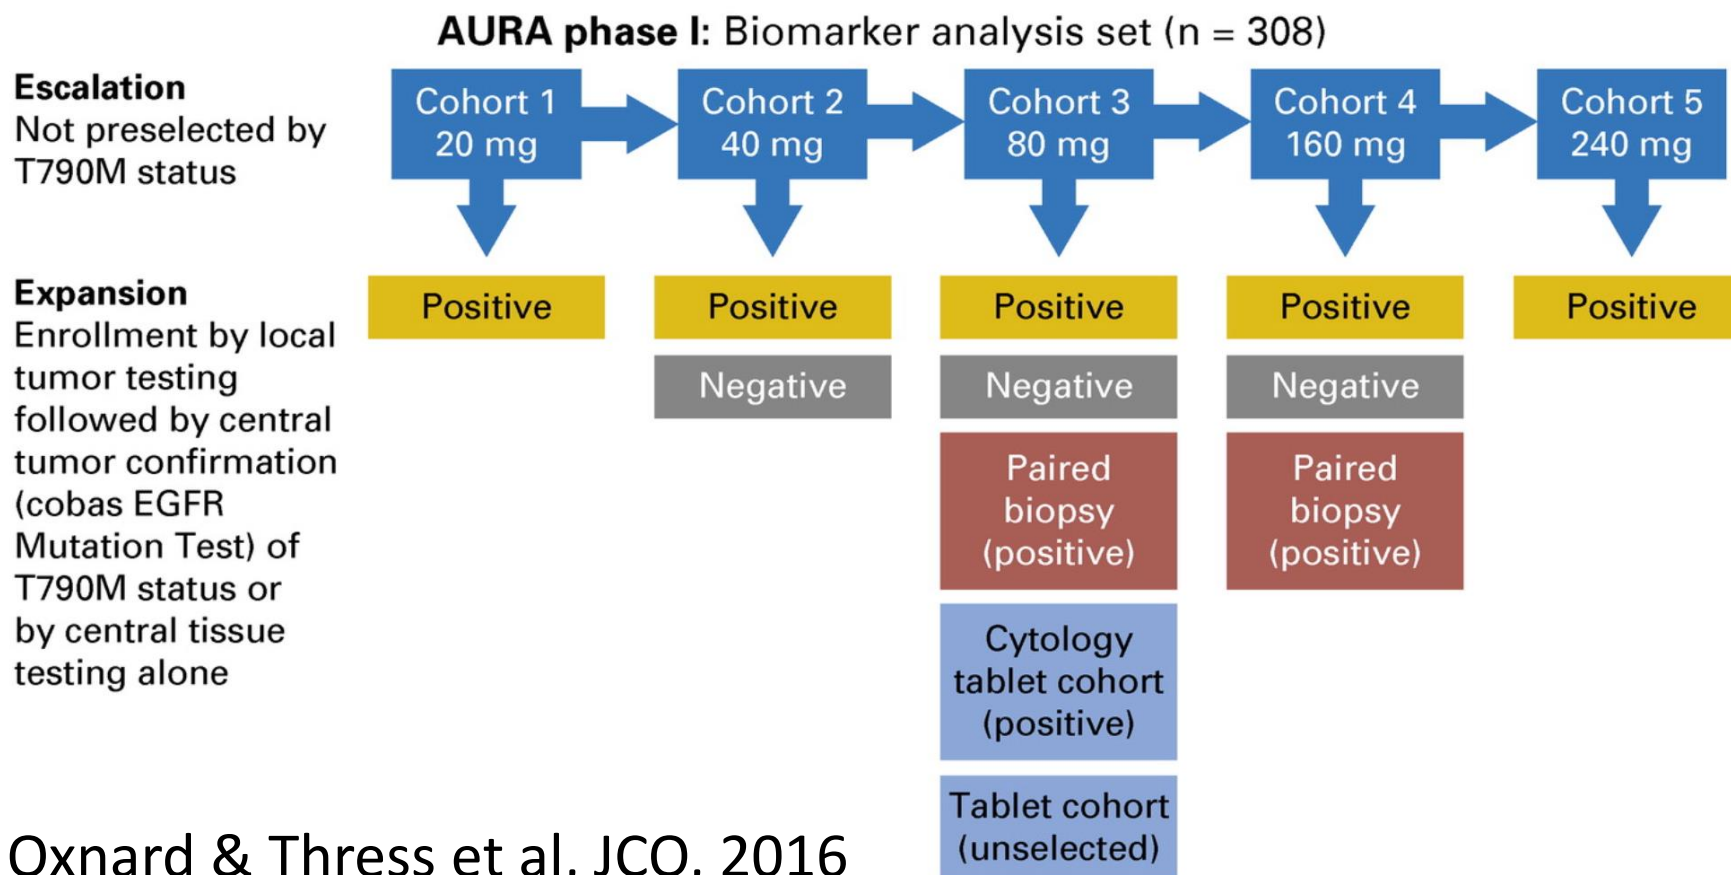 AURA phase I: Biomarker analysis set (n = 308)
Escalation
Not preselected by
T790M status
Cohort 1
20 mg
Cohort 2
40 mg
Cohort 3
80 mg
Cohort 4
160 mg
Cohort 5
240 mg
Expansion
Enrollment by local
tumor testing
followed by central
tumor confirmation
(cobas EGFR
Mutation Test) of
T790M status or
by central tissue
testing alone
Positive
Positive
Positive
Positive
Positive
Negative
Negative
Negative
Paired
biopsy
(positive)
Paired
biopsy
(positive)
Cytology
tablet cohort
(positive)
Tablet cohort
(unselected)
Oxnard & Thress et al. JCO. 2016